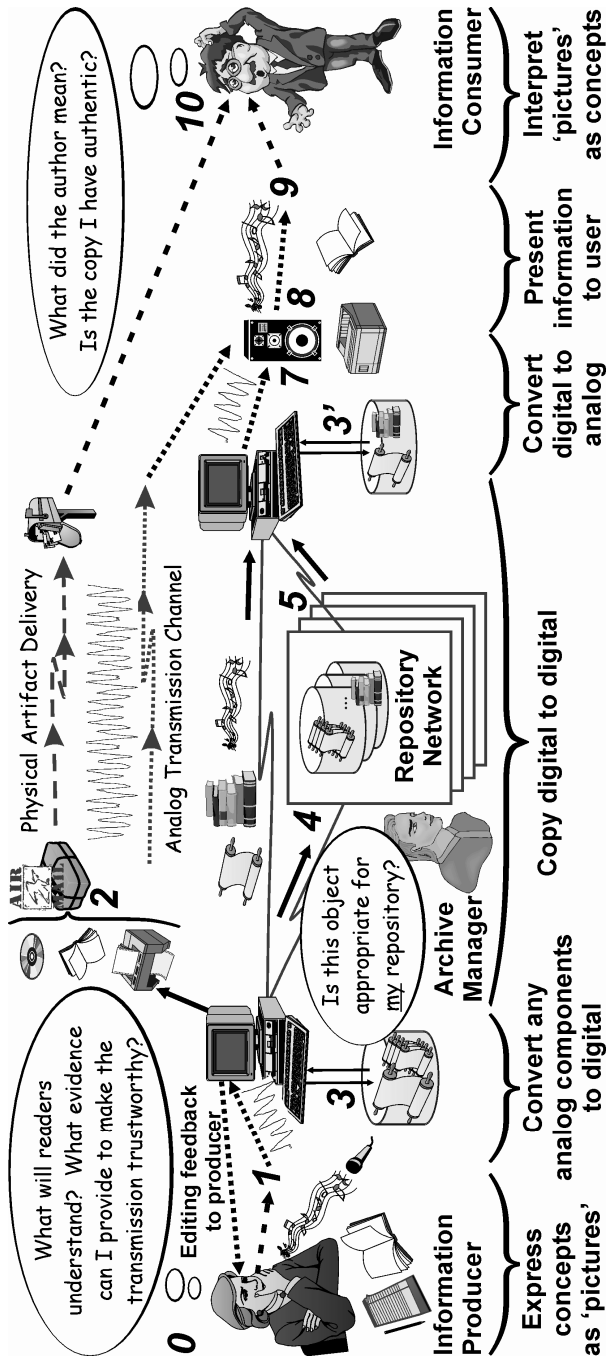 What will readers
understand? What evidence
can I provide to make the
transmission trustworthy?
0
Editing feedback
to producer
1
Information
Producer
Express
concepts
as ‘pictures’
3
Convert any
analog components
to digital
AIR
MAIL
2
Physical Artifact Delivery
Analog Transmission Channel
4
Is this object
appropriate for
my repository?
Archive
Manager
Repository
Network
...
5
Copy digital to digital
3’
7
Convert
digital to
analog
8
9
Present
information
to user
What did the author mean?
Is the copy I have authentic?
10
Information
Consumer
Interpret
‘pictures’
as concepts